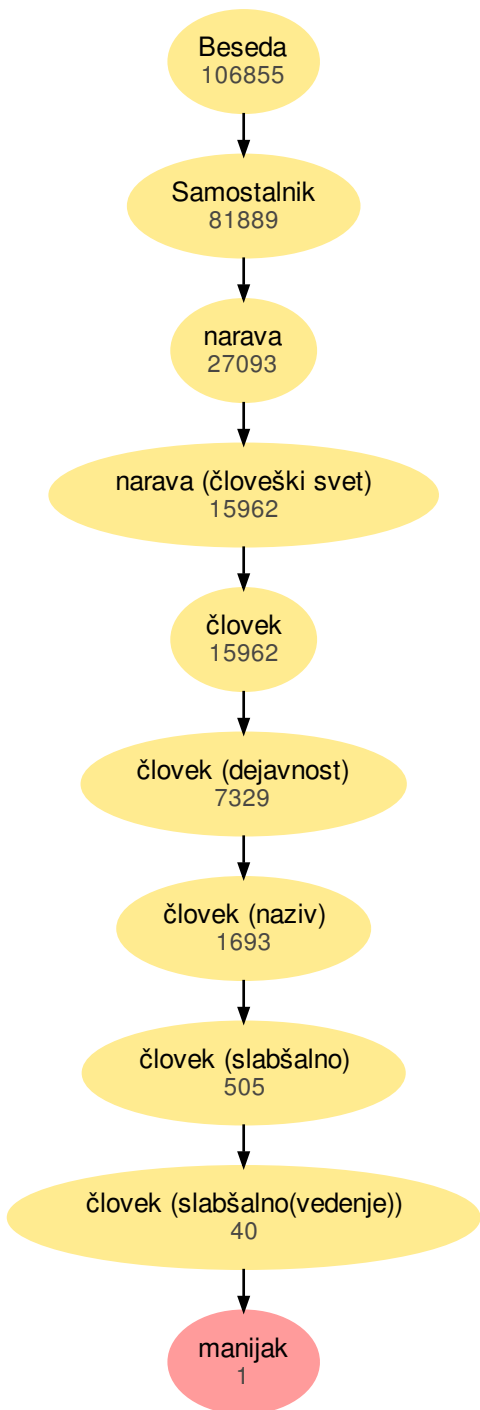 Beseda
106855
Samostalnik
81889
narava
27093
narava (človeški svet)
15962
človek
15962
človek (dejavnost)
7329
človek (naziv)
1693
človek (slabšalno)
505
človek (slabšalno(vedenje))
40
manijak
1